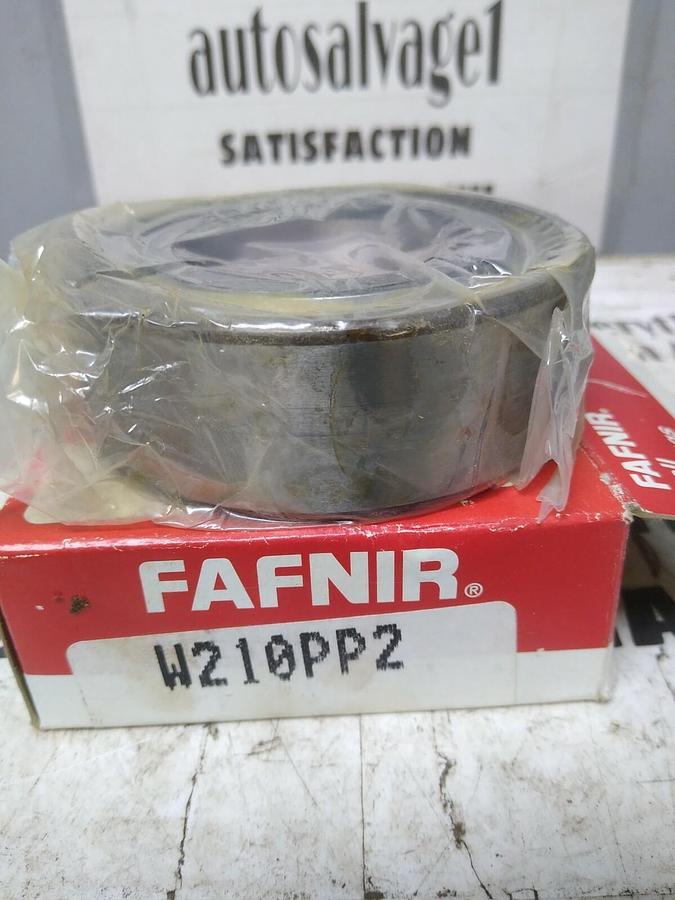 autosalvage1
SATISFACTION
FAFNIR®
FAFNIR®
W210PP2